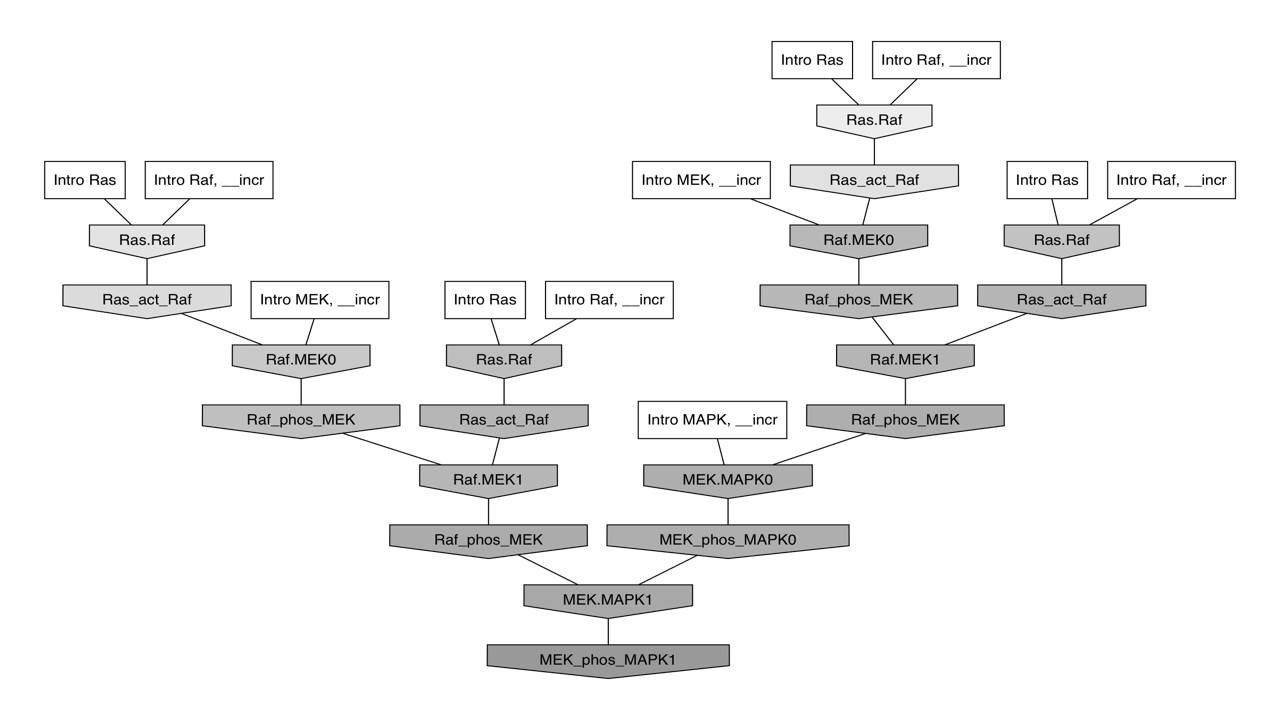 Intro Ras
Intro Raf, __incr
Ras.Raf
Intro Ras
Intro Raf, __incr
Intro MEK, __incr
Ras_act_Raf
Intro Ras
Intro Raf, __incr
Ras.Raf
Raf.MEK0
Ras.Raf
Ras_act_Raf
Intro MEK, __incr
Intro Ras
Intro Raf, __incr
Raf_phos_MEK
Ras_act_Raf
Raf.MEK0
Ras.Raf
Raf.MEK1
Raf_phos_MEK
Ras_act_Raf
Intro MAPK, __incr
Raf_phos_MEK
Raf.MEK1
MEK.MAPK0
Raf_phos_MEK
MEK_phos_MAPK0
MEK.MAPK1
MEK_phos_MAPK1